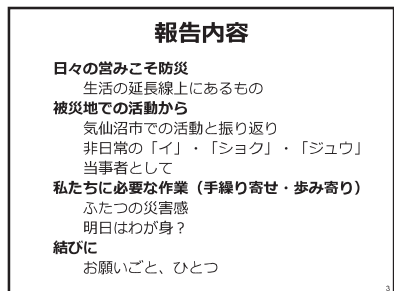 報告内容
日々の営みこそ防災
生活の延長線上にあるもの
被災地での活動から
気仙沼市での活動と振り返り
非日常の「イ」・「ショク」・「ジュウ」
当事者として
私たちに必要な作業（手繰り寄せ・歩み寄り）
ふたつの災害感
明日はわが身？
結びに
お願いごと、ひとつ
3